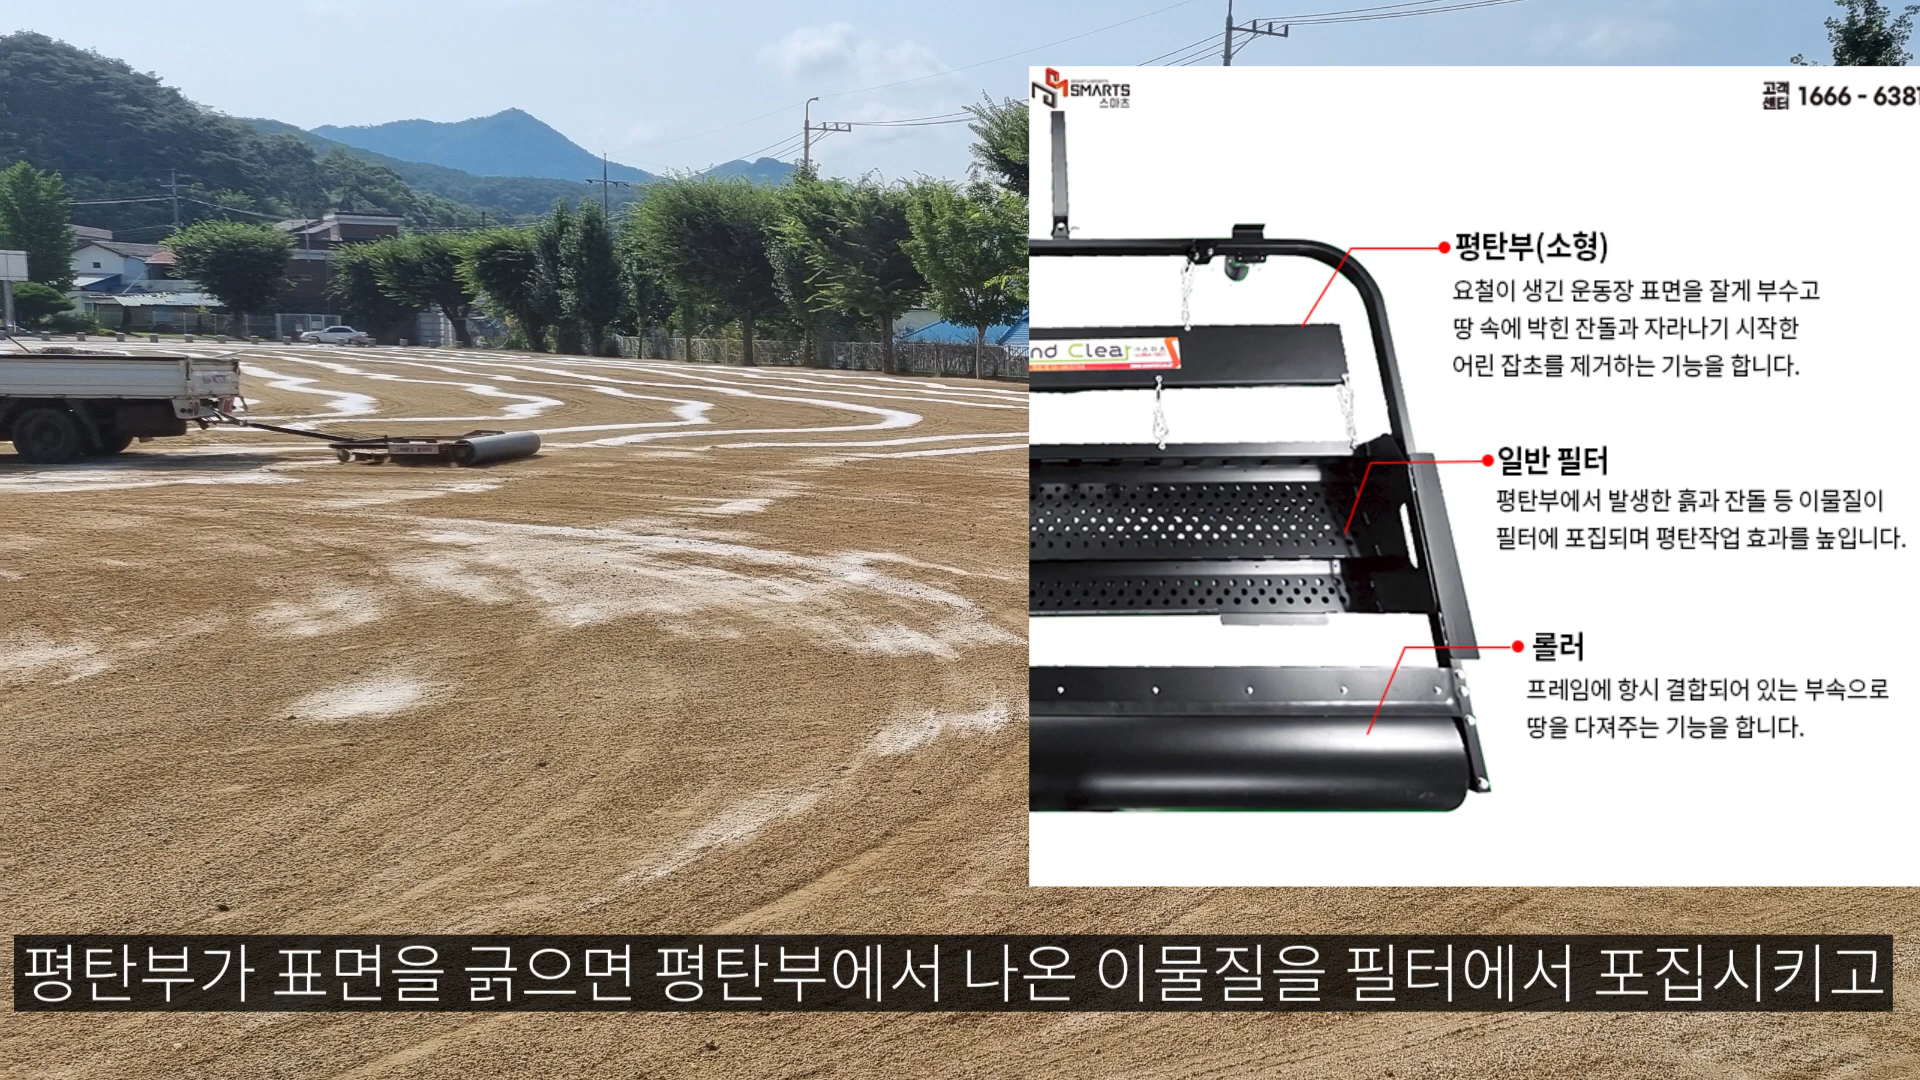 SMARTS
스마츠
고객
센터 1666 - 6381
평탄부(소형)
요철이 생긴 운동장 표면을 잘게 부수고
땅 속에 박힌 잔돌과 자라나기 시작한
어린 잡초를 제거하는 기능을 합니다.
nd Clear
일반 필터
평탄부에서 발생한 흙과 잔돌 등 이물질이
필터에 포집되며 평탄작업 효과를 높입니다.
롤러
프레임에 항시 결합되어 있는 부속으로
땅을 다져주는 기능을 합니다.
평탄부가 표면을 긁으면 평탄부에서 나온 이물질을 필터에서 포집시키고